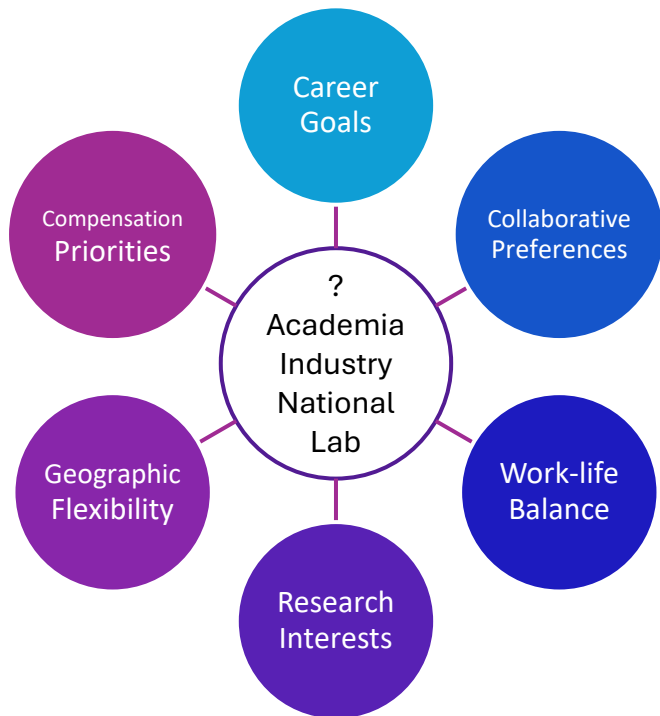 Career
Goals
Compensation
Priorities
Collaborative
Preferences
?
Academia
Industry
National
Lab
Geographic
Flexibility
Work-life
Balance
Research
Interests